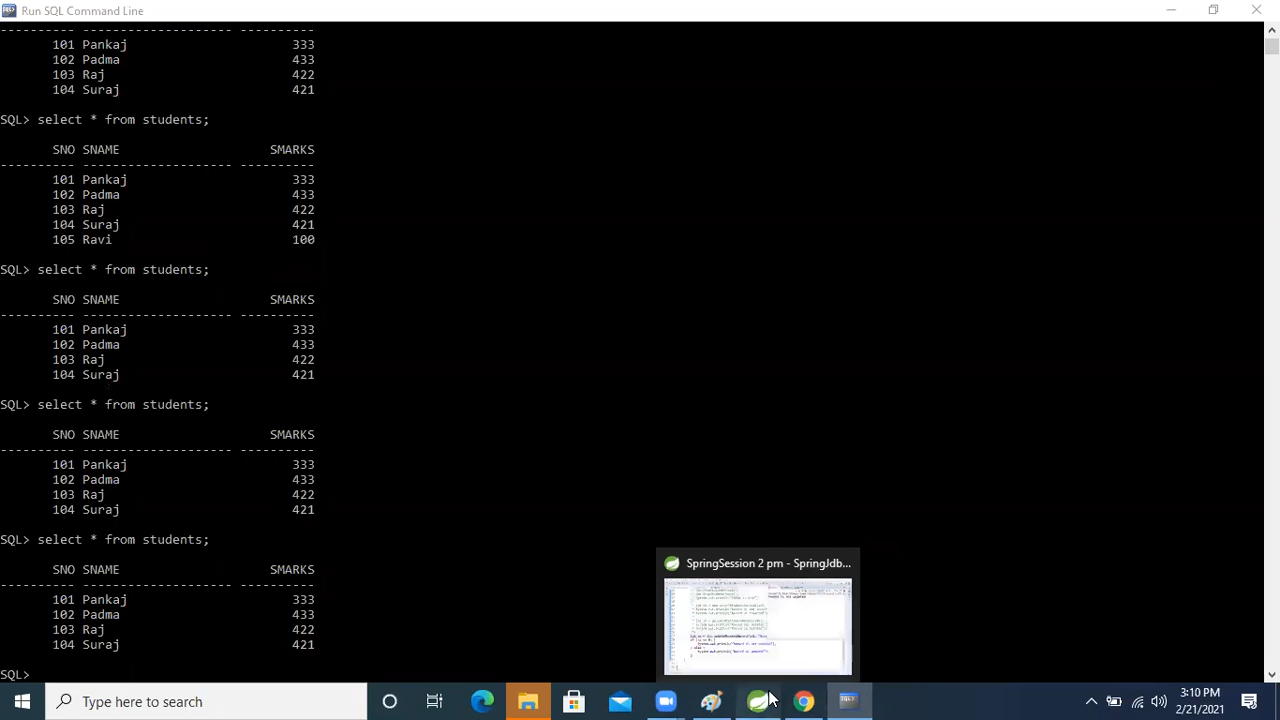 Run SQL Command Line
---------- -------------------- ----------
101 Pankaj 333
102 Padma 433
103 Raj 422
104 Suraj 421
SQL> select * from students;
SNO SNAME SMARKS
---------- -------------------- ----------
101 Pankaj 333
102 Padma 433
103 Raj 422
104 Suraj 421
105 Ravi 100
SQL> select * from students;
SNO SNAME SMARKS
---------- -------------------- ----------
101 Pankaj 333
102 Padma 433
103 Raj 422
104 Suraj 421
SQL> select * from students;
SNO SNAME SMARKS
---------- -------------------- ----------
101 Pankaj 333
102 Padma 433
103 Raj 422
104 Suraj 421
SQL> select * from students;
SNO SNAME SMARKS
---------- -------------------- ----------
101 Pankaj 333
102 Padma 433
103 Raj 422
104 Suraj 421
SQL>
SpringSession 2 pm - SpringJdb...
Type here to search
3:10 PM
2/21/2021